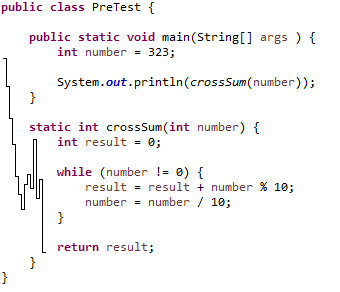 public class PreTest {
public static void main(String[] args ) {
int number = 323;
System.out.println(crossSum(number));
}
static int crossSum(int number) {
int result = 0;
while (number != 0) {
result = result + number % 10;
number = number / 10;
}
return result;
}
}